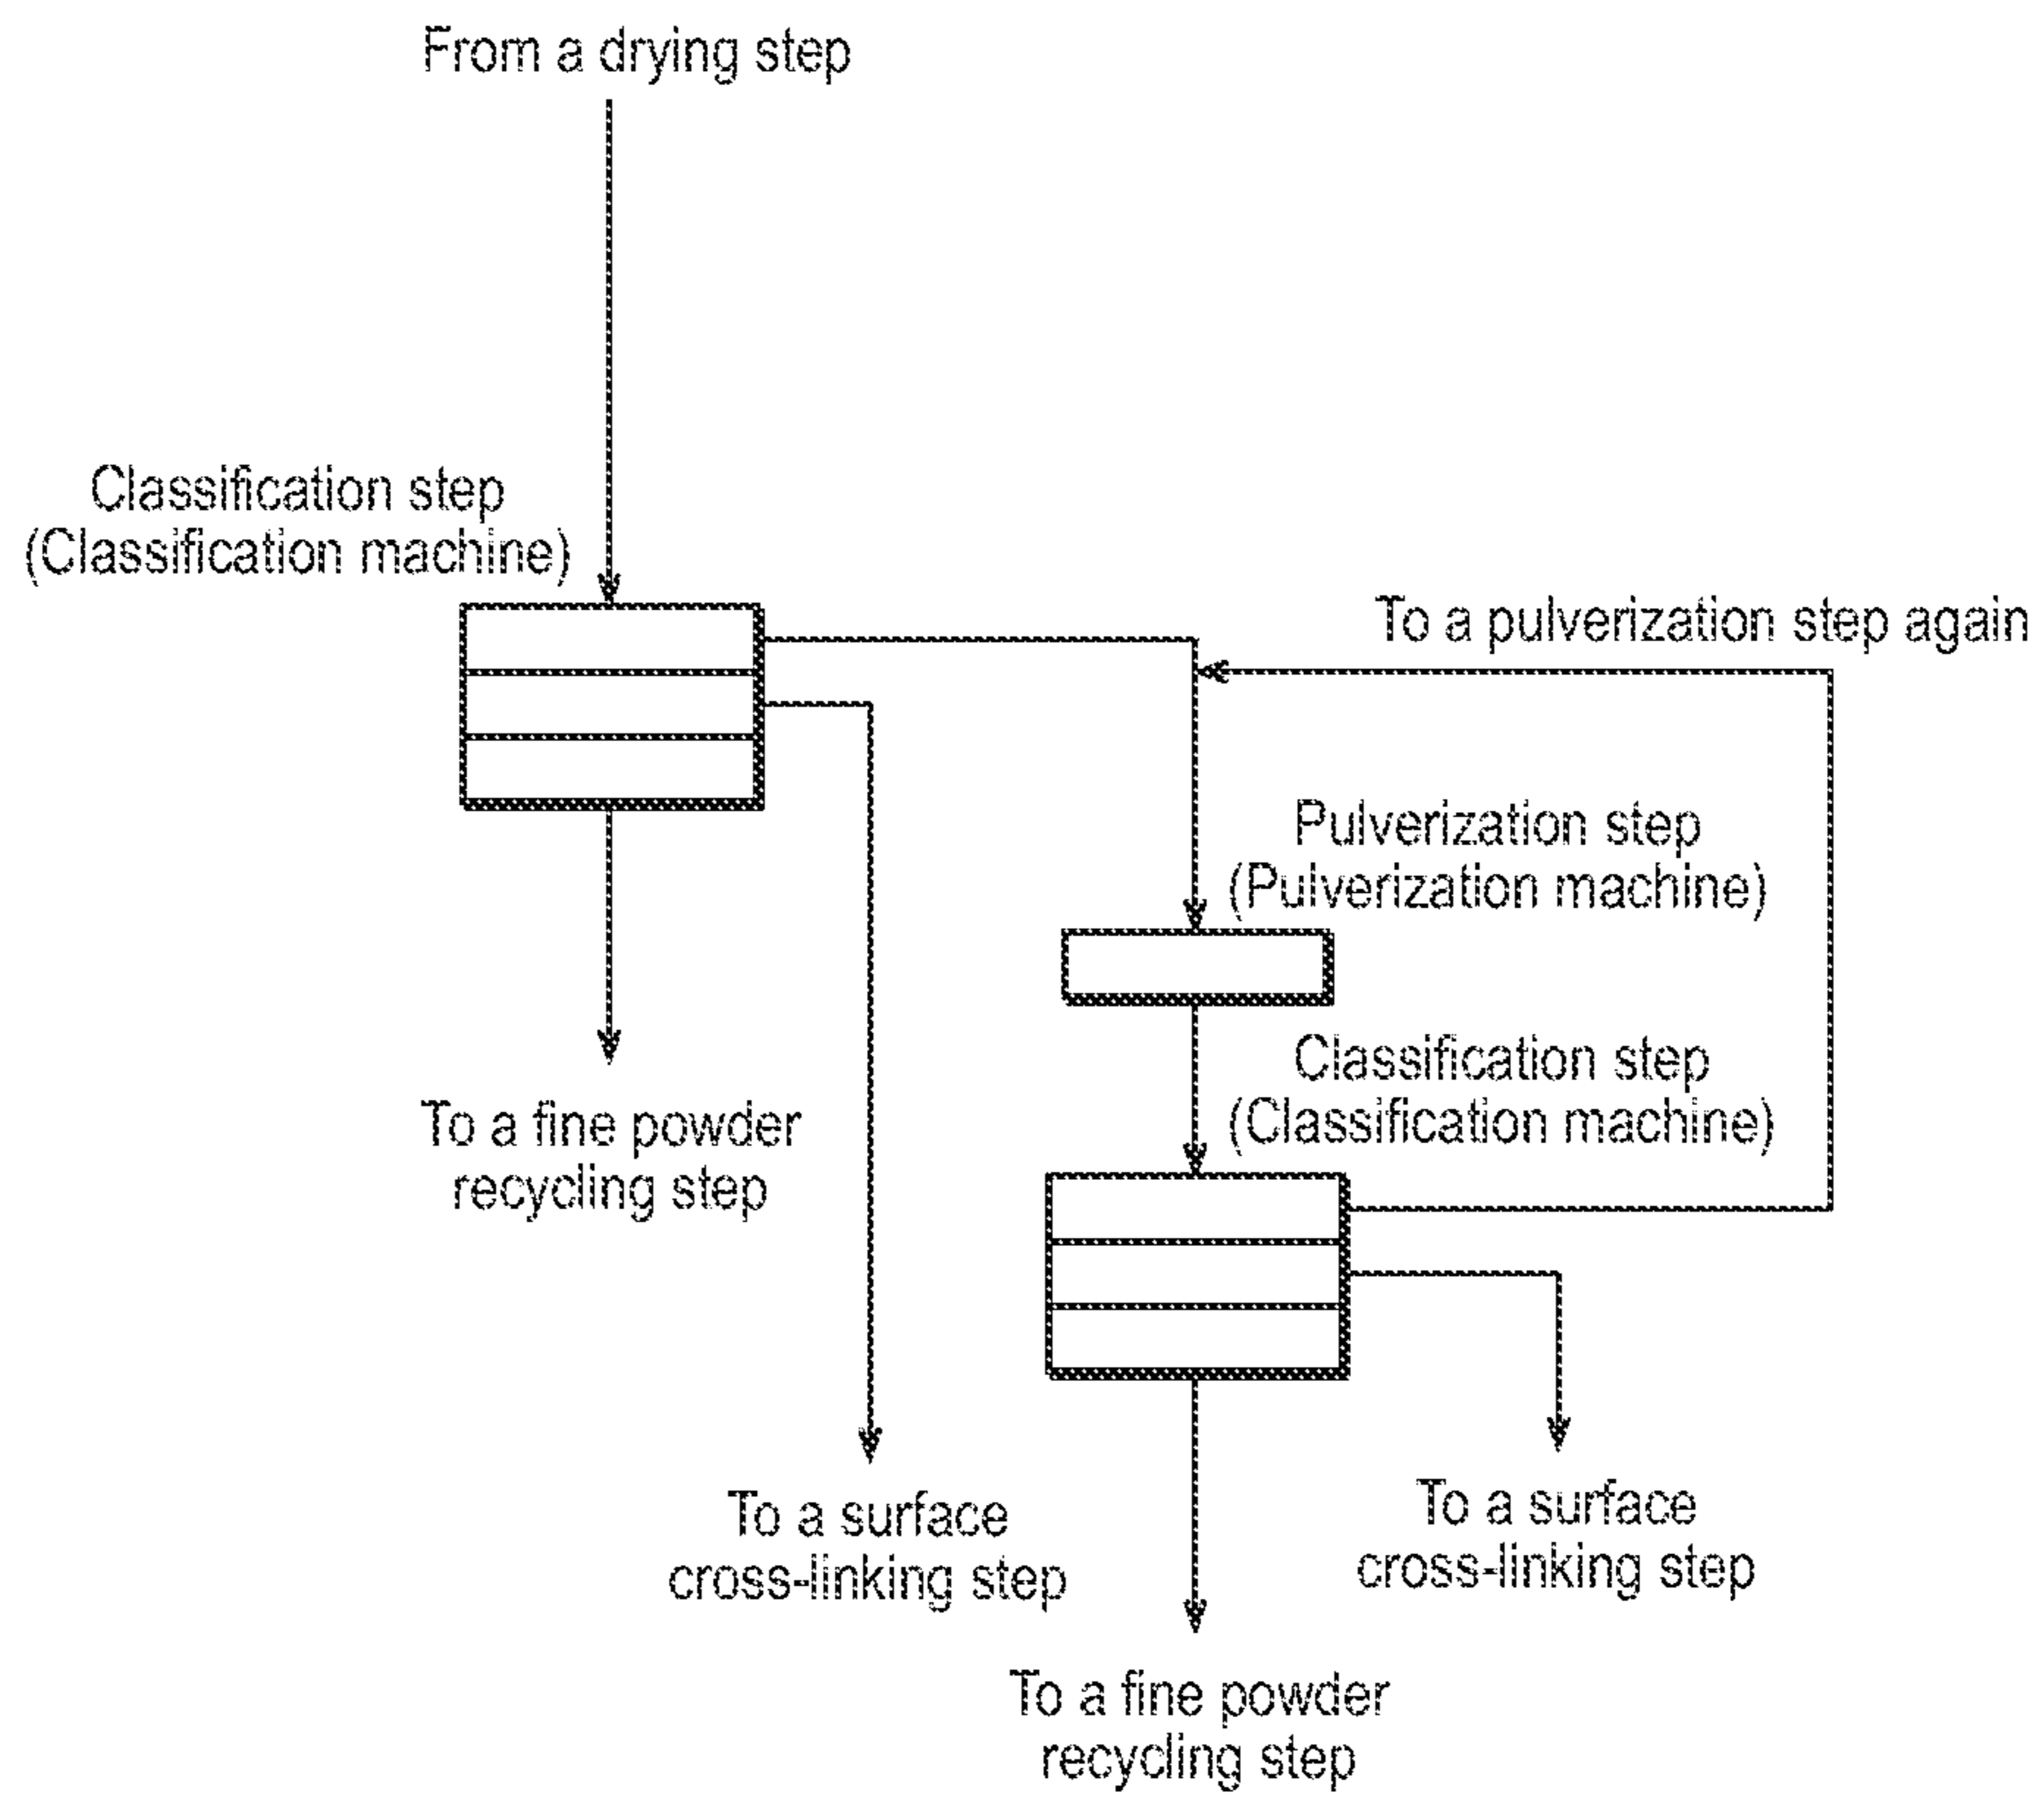 From a drying step
Classification step
(Classification machine)
To a pulverization step again
Pulverization step
(Pulverization machine)
Classification step
(Classification machine)
To a fine powder
recycling step
To a surface
cross-linking step
To a surface
cross-linking step
To a fine powder
recycling step